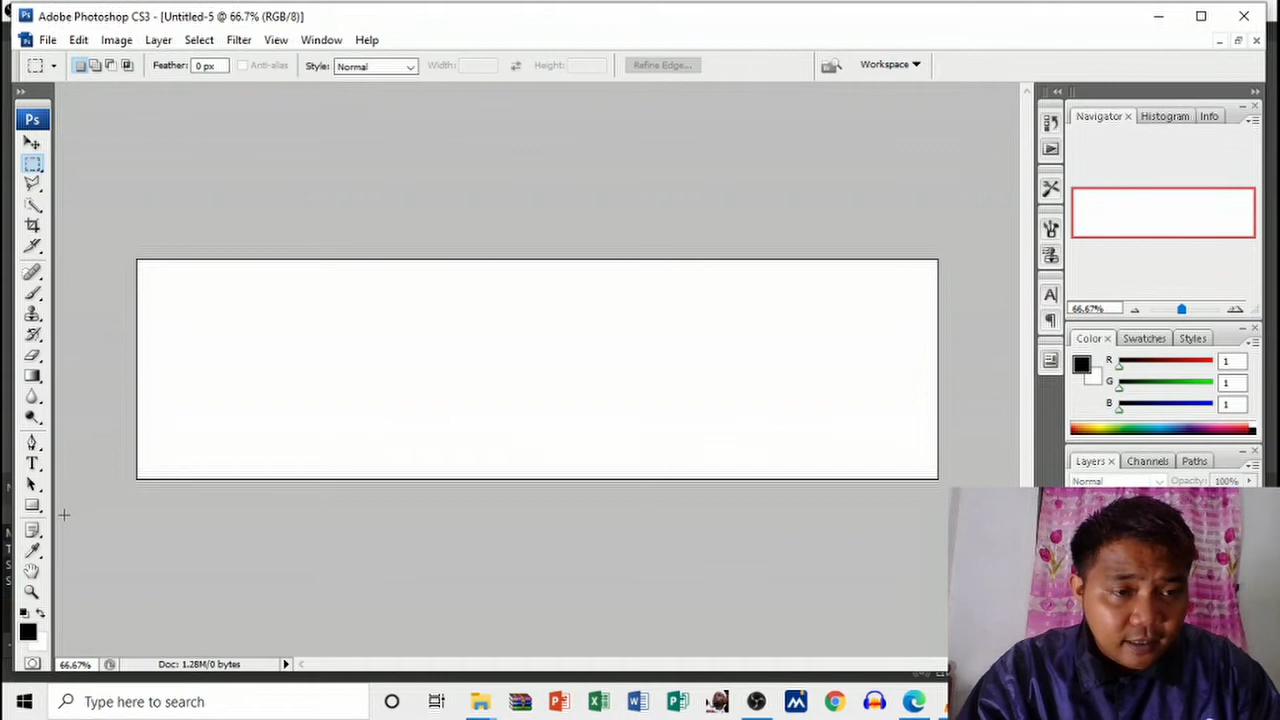 Adobe Photoshop CS3 - [Untitled-5 @ 66.7% (RGB/8)]
File Edit Image Layer Select Filter View Window Help
Feather: 0 px Anti-alias Style: Normal Width: Height: Refine Edge... Workspace
Ps
Navigator Histogram Info
66.67%
Color Swatches Styles
R 1
G 1
B 1
Layers Channels Paths
Normal Opacity: 100%
66.67% Doc: 1.28M/0 bytes
Type here to search